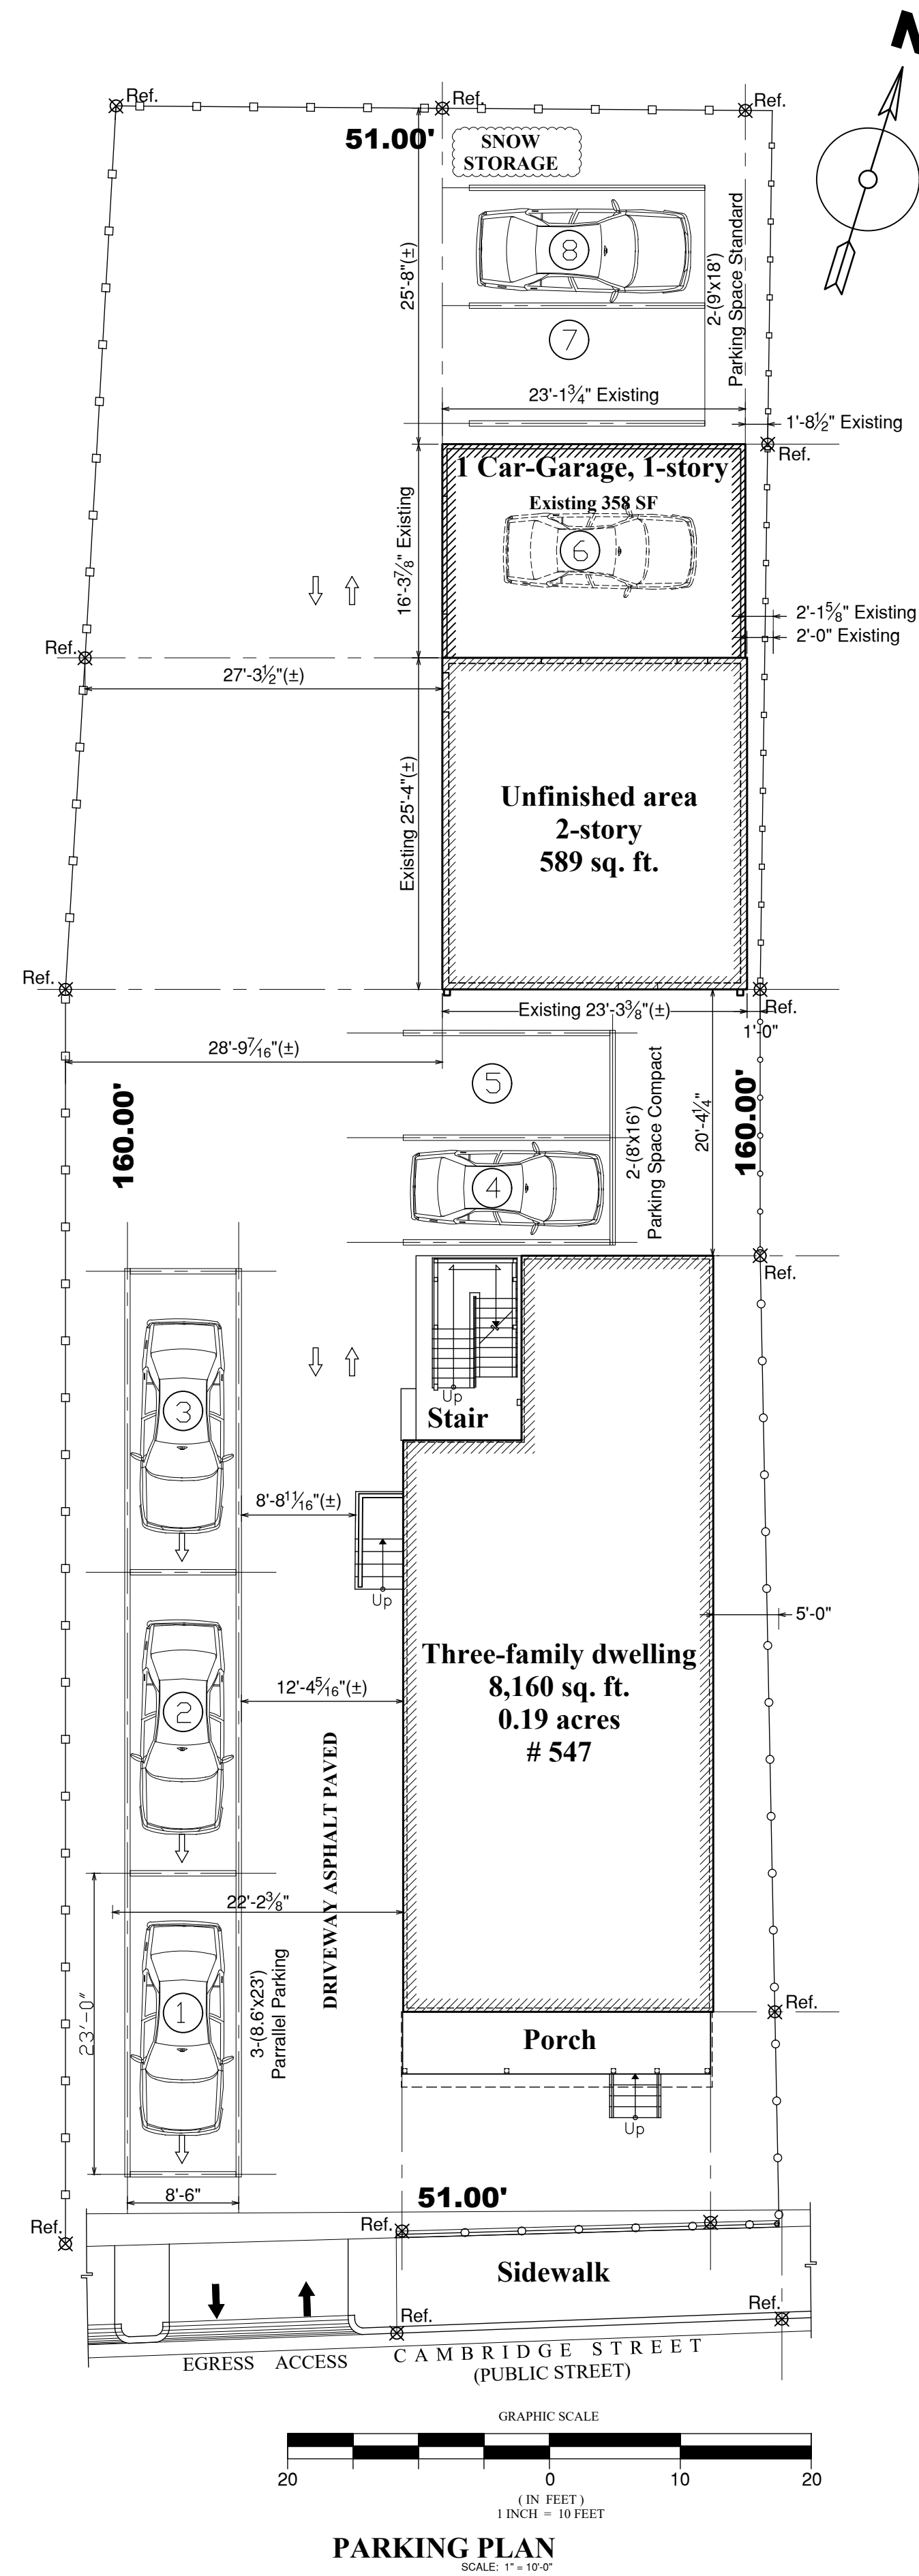 N
Ref.
Ref.
Ref.
51.00'
SNOW
STORAGE
8
25'-8"(±)
2-(9'x18')
Parking Space Standard
7
23'-1¾" Existing
1'-8½" Existing
Ref.
1 Car-Garage, 1-story
Existing 358 SF
6
16'-3⅞" Existing
2'-1⅝" Existing
2'-0" Existing
Ref.
27'-3½"(±)
Existing 25'-4"(±)
Unfinished area
2-story
589 sq. ft.
Ref.
Existing 23'-3⅜"(±)
Ref.
1'-0"
28'-9⁷⁄₁₆"(±)
5
160.00'
2-(8'x16')
Parking Space Compact
20'-4¼"
160.00'
4
Ref.
3
Up
Stair
8'-8¹¹⁄₁₆"(±)
Up
5'-0"
Three-family dwelling
8,160 sq. ft.
0.19 acres
# 547
12'-4⁵⁄₁₆"(±)
2
DRIVEWAY ASPHALT PAVED
22'-2⅜"
23'-0"
1
3-(8.6'x23')
Parrallel Parking
Ref.
Porch
Up
8'-6"
51.00'
Ref.
Ref.
Sidewalk
Ref.
Ref.
EGRESS ACCESS
CAMBRIDGE STREET
(PUBLIC STREET)
GRAPHIC SCALE
20 0 10 20
( IN FEET )
1 INCH = 10 FEET
PARKING PLAN
SCALE: 1" = 10'-0"